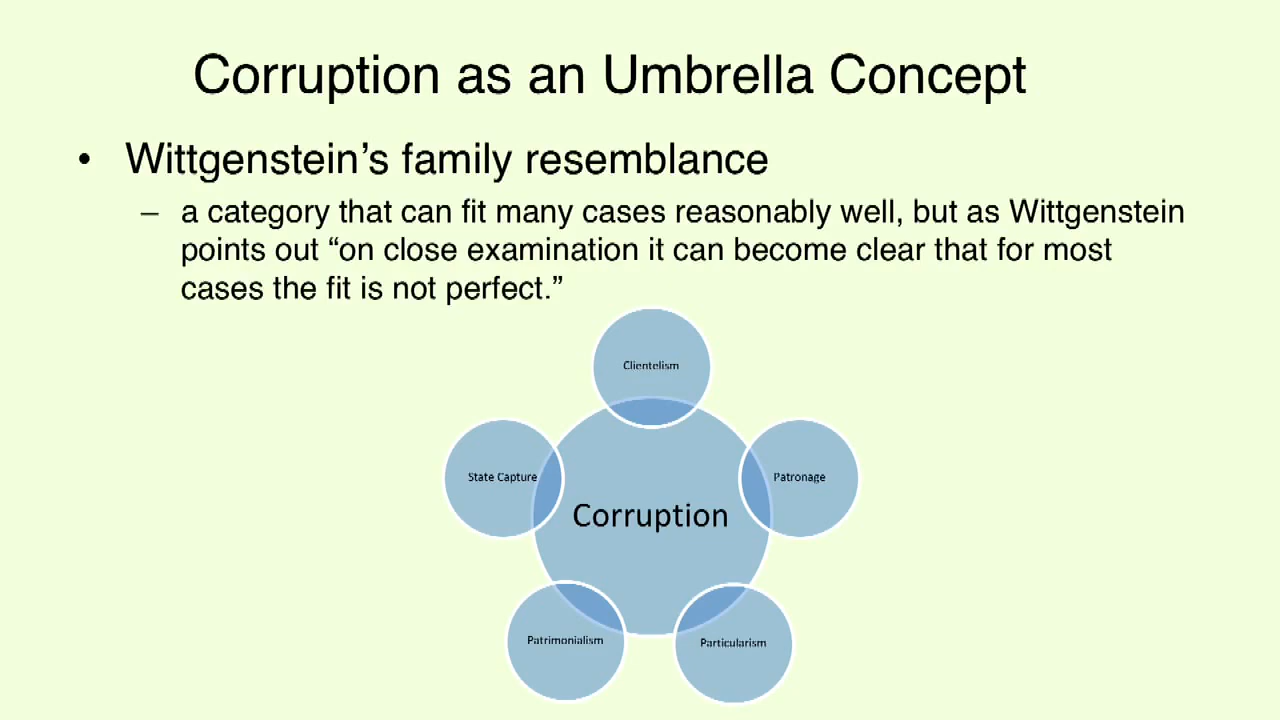 Corruption as an Umbrella Concept
• Wittgenstein’s family resemblance
– a category that can fit many cases reasonably well, but as Wittgenstein
points out “on close examination it can become clear that for most
cases the fit is not perfect.”
Clientelism
State Capture
Patronage
Corruption
Patrimonialism
Particularism